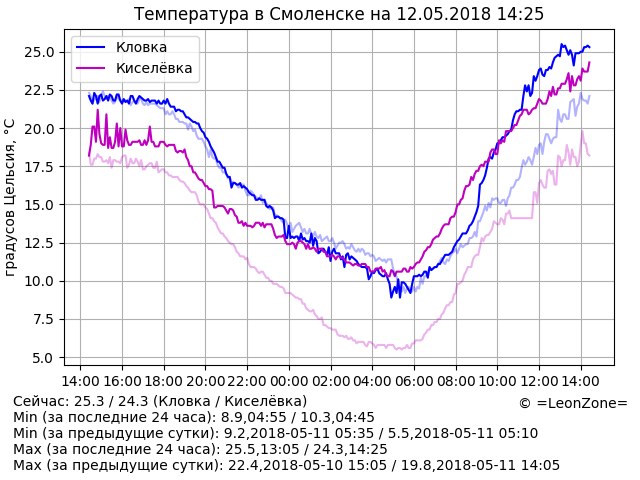 Температура в Смоленске на 12.05.2018 14:25
Кловка
Киселёвка
градусов Цельсия, °C
25.0
22.5
20.0
17.5
15.0
12.5
10.0
7.5
5.0
14:00 16:00 18:00 20:00 22:00 00:00 02:00 04:00 06:00 08:00 10:00 12:00 14:00
Сейчас: 25.3 / 24.3 (Кловка / Киселёвка)
© =LeonZone=
Min (за последние 24 часа): 8.9,04:55 / 10.3,04:45
Min (за предыдущие сутки): 9.2,2018-05-11 05:35 / 5.5,2018-05-11 05:10
Max (за последние 24 часа): 25.5,13:05 / 24.3,14:25
Max (за предыдущие сутки): 22.4,2018-05-10 15:05 / 19.8,2018-05-11 14:05